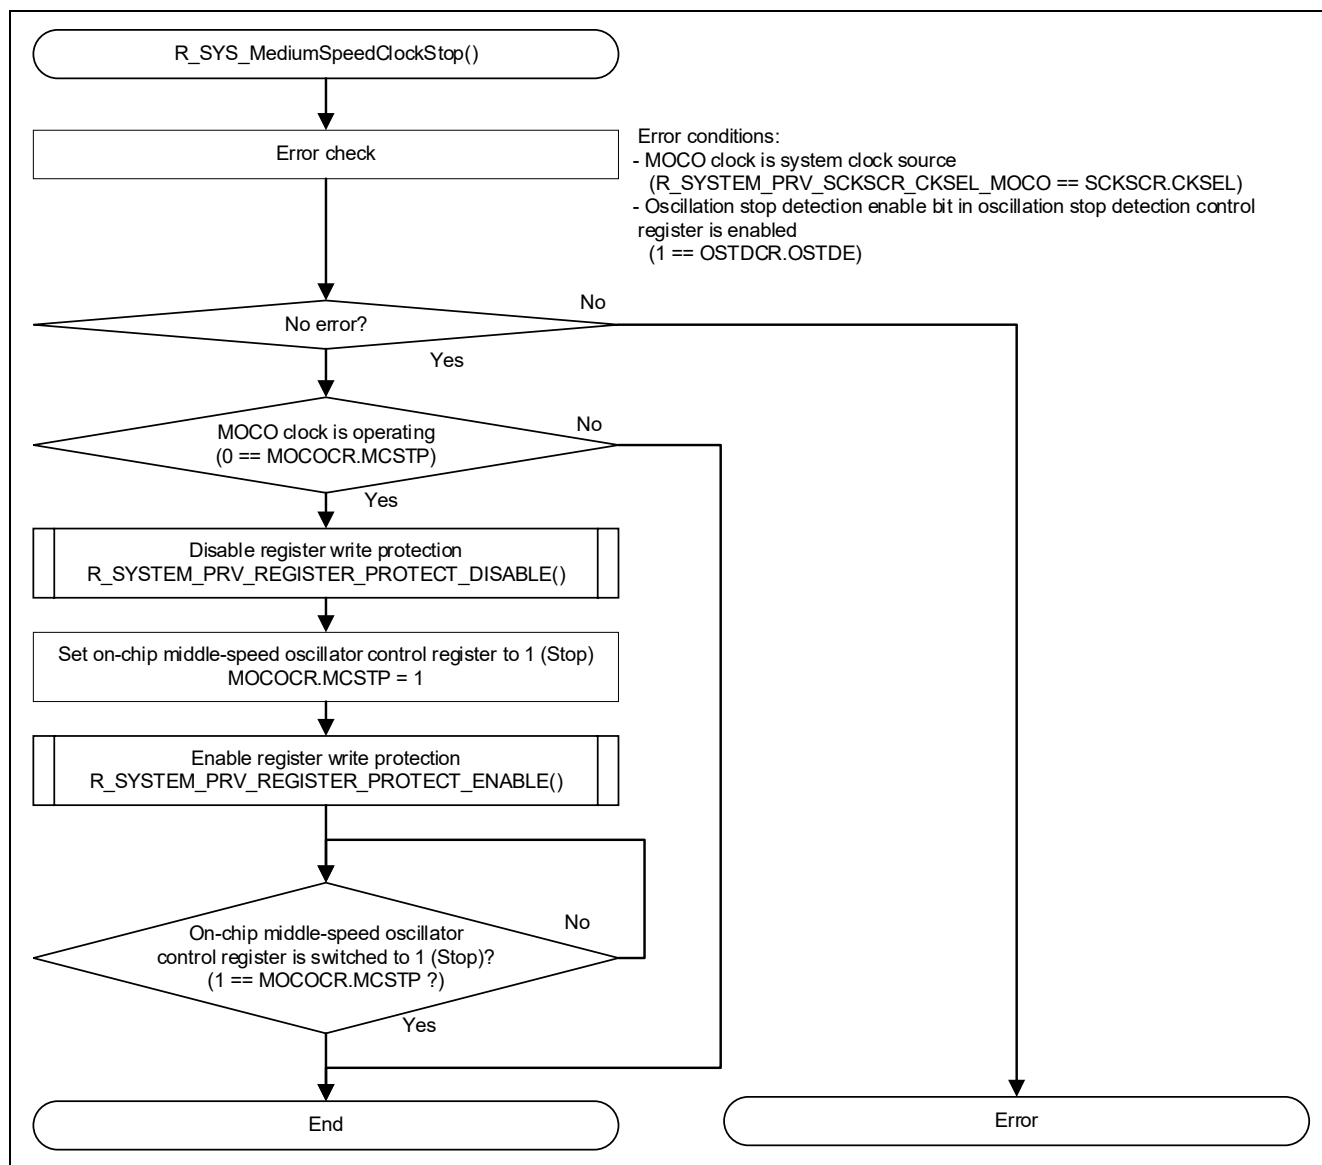 R_SYS_MediumSpeedClockStop()
Error check
Error conditions:
- MOCO clock is system clock source
(R_SYSTEM_PRV_SCKSCR_CKSEL_MOCO == SCKSCR.CKSEL)
- Oscillation stop detection enable bit in oscillation stop detection control
register is enabled
(1 == OSTDCR.OSTDE)
No error?
No
Yes
MOCO clock is operating
(0 == MOCOCR.MCSTP)
No
Yes
Disable register write protection
R_SYSTEM_PRV_REGISTER_PROTECT_DISABLE()
Set on-chip middle-speed oscillator control register to 1 (Stop)
MOCOCR.MCSTP = 1
Enable register write protection
R_SYSTEM_PRV_REGISTER_PROTECT_ENABLE()
On-chip middle-speed oscillator
control register is switched to 1 (Stop)?
(1 == MOCOCR.MCSTP ?)
No
Yes
End
Error